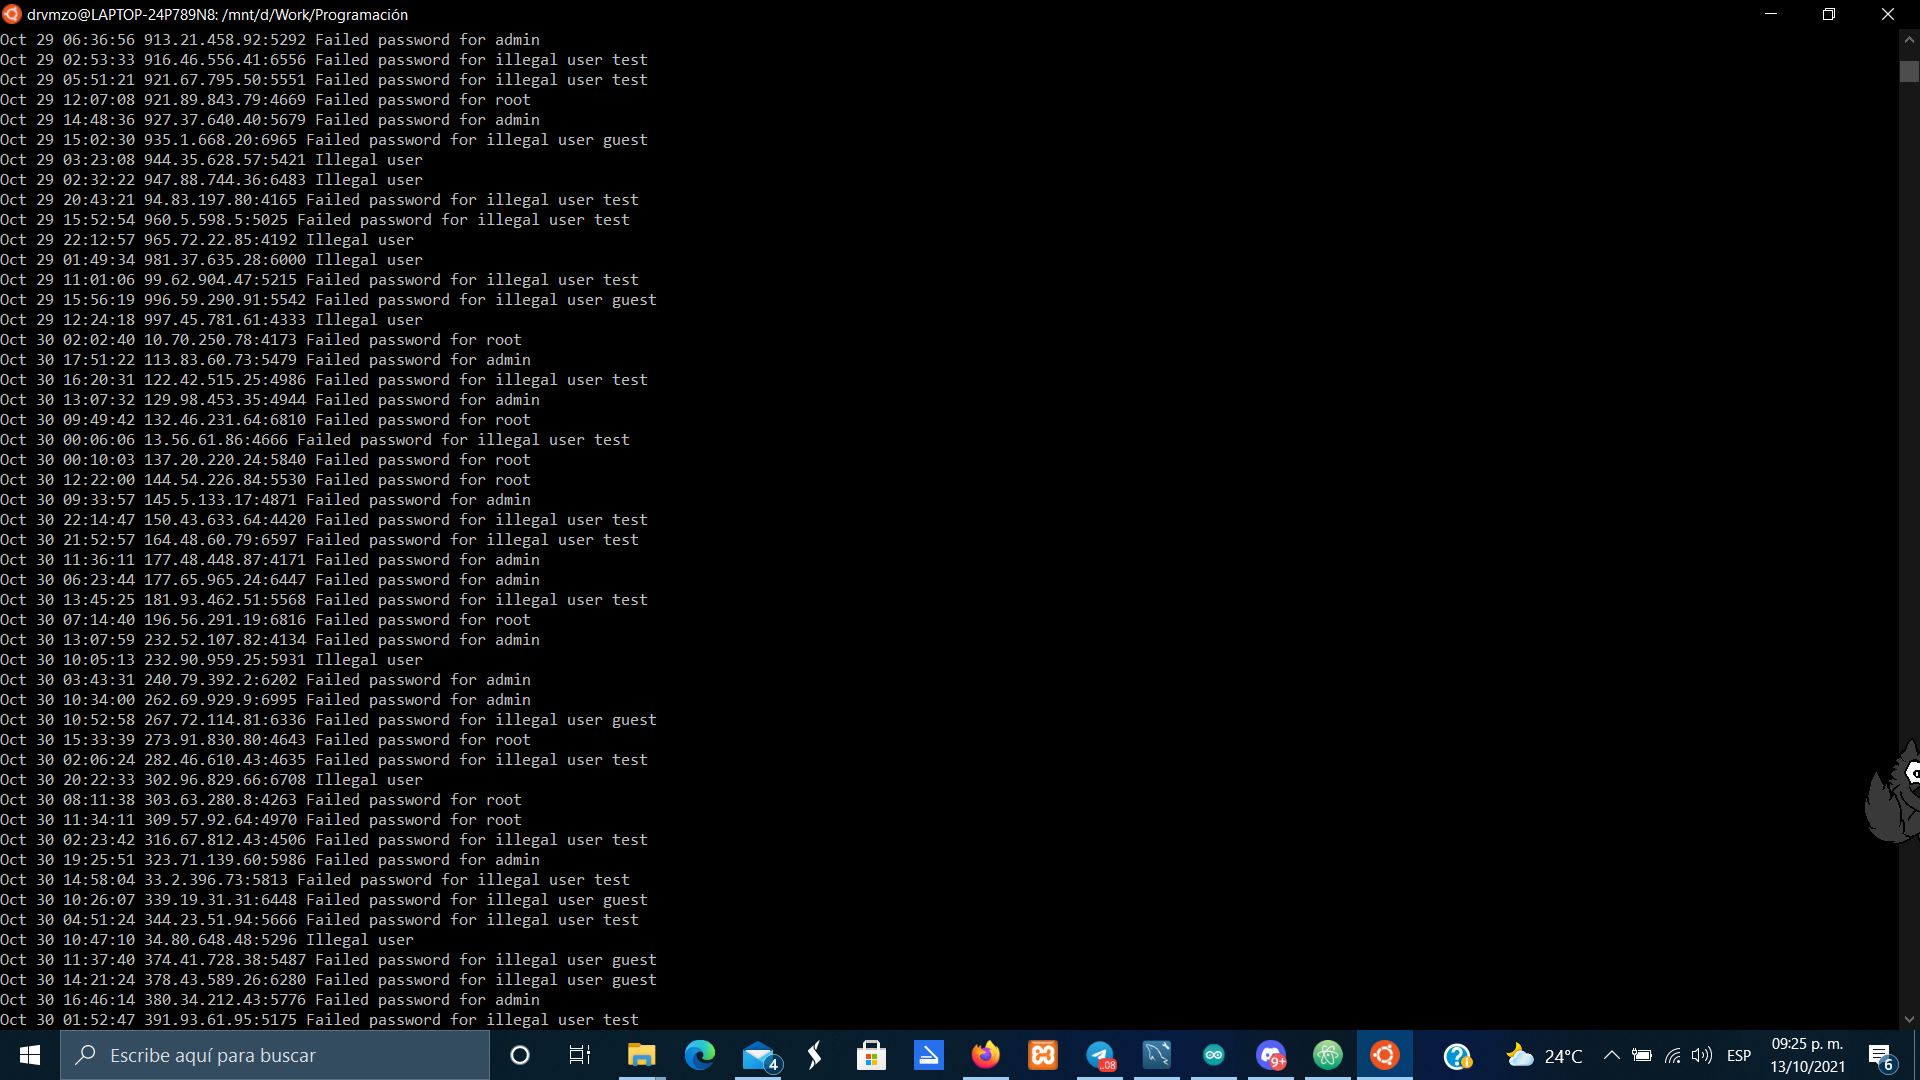 drvmzo@LAPTOP-24P789N8: /mnt/d/Work/Programación
Oct 29 06:36:56 913.21.458.92:5292 Failed password for admin
Oct 29 02:53:33 916.46.556.41:6556 Failed password for illegal user test
Oct 29 05:51:21 921.67.795.50:5551 Failed password for illegal user test
Oct 29 12:07:08 921.89.843.79:4669 Failed password for root
Oct 29 14:48:36 927.37.640.40:5679 Failed password for admin
Oct 29 15:02:30 935.1.668.20:6965 Failed password for illegal user guest
Oct 29 03:23:08 944.35.628.57:5421 Illegal user
Oct 29 02:32:22 947.88.744.36:6483 Illegal user
Oct 29 20:43:21 94.83.197.80:4165 Failed password for illegal user test
Oct 29 15:52:54 960.5.598.5:5025 Failed password for illegal user test
Oct 29 22:12:57 965.72.22.85:4192 Illegal user
Oct 29 01:49:34 981.37.635.28:6000 Illegal user
Oct 29 11:01:06 99.62.904.47:5215 Failed password for illegal user test
Oct 29 15:56:19 996.59.290.91:5542 Failed password for illegal user guest
Oct 29 12:24:18 997.45.781.61:4333 Illegal user
Oct 30 02:02:40 10.70.250.78:4173 Failed password for root
Oct 30 17:51:22 113.83.60.73:5479 Failed password for admin
Oct 30 16:20:31 122.42.515.25:4986 Failed password for illegal user test
Oct 30 13:07:32 129.98.453.35:4944 Failed password for admin
Oct 30 09:49:42 132.46.231.64:6810 Failed password for root
Oct 30 00:06:06 13.56.61.86:4666 Failed password for illegal user test
Oct 30 00:10:03 137.20.220.24:5840 Failed password for root
Oct 30 12:22:00 144.54.226.84:5530 Failed password for root
Oct 30 09:33:57 145.5.133.17:4871 Failed password for admin
Oct 30 22:14:47 150.43.633.64:4420 Failed password for illegal user test
Oct 30 21:52:57 164.48.60.79:6597 Failed password for illegal user test
Oct 30 11:36:11 177.48.448.87:4171 Failed password for admin
Oct 30 06:23:44 177.65.965.24:6447 Failed password for admin
Oct 30 13:45:25 181.93.462.51:5568 Failed password for illegal user test
Oct 30 07:14:40 196.56.291.19:6816 Failed password for root
Oct 30 13:07:59 232.52.107.82:4134 Failed password for admin
Oct 30 10:05:13 232.90.959.25:5931 Illegal user
Oct 30 03:43:31 240.79.392.2:6202 Failed password for admin
Oct 30 10:34:00 262.69.929.9:6995 Failed password for admin
Oct 30 10:52:58 267.72.114.81:6336 Failed password for illegal user guest
Oct 30 15:33:39 273.91.830.80:4643 Failed password for root
Oct 30 02:06:24 282.46.610.43:4635 Failed password for illegal user test
Oct 30 20:22:33 302.96.829.66:6708 Illegal user
Oct 30 08:11:38 303.63.280.8:4263 Failed password for root
Oct 30 11:34:11 309.57.92.64:4970 Failed password for root
Oct 30 02:23:42 316.67.812.43:4506 Failed password for illegal user test
Oct 30 19:25:51 323.71.139.60:5986 Failed password for admin
Oct 30 14:58:04 33.2.396.73:5813 Failed password for illegal user test
Oct 30 10:26:07 339.19.31.31:6448 Failed password for illegal user guest
Oct 30 04:51:24 344.23.51.94:5666 Failed password for illegal user test
Oct 30 10:47:10 34.80.648.48:5296 Illegal user
Oct 30 11:37:40 374.41.728.38:5487 Failed password for illegal user guest
Oct 30 14:21:24 378.43.589.26:6280 Failed password for illegal user guest
Oct 30 16:46:14 380.34.212.43:5776 Failed password for admin
Oct 30 01:52:47 391.93.61.95:5175 Failed password for illegal user test
Escribe aquí para buscar
4
..08
9+
24°C
ESP
09:25 p. m.
13/10/2021
6